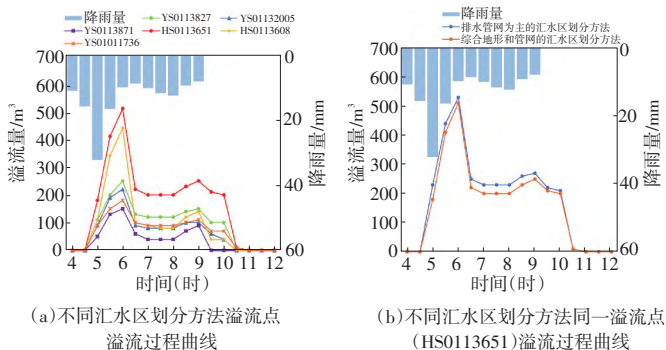 降雨量
YS0113827
YS01132005
YS0113871
HS0113651
HS0113608
YS01011736
700
600
500
400
300
200
100
0
溢流量/m³
0
20
40
60
降雨量/mm
4 5 6 7 8 9 10 11 12
时间(时)
(a)不同汇水区划分方法溢流点
溢流过程曲线
降雨量
排水管网为主的汇水区划分方法
综合地形和管网的汇水区划分方法
700
600
500
400
300
200
100
0
溢流量/m³
0
20
40
60
降雨量/mm
4 5 6 7 8 9 10 11 12
时间(时)
(b)不同汇水区划分方法同一溢流点
(HS0113651)溢流过程曲线